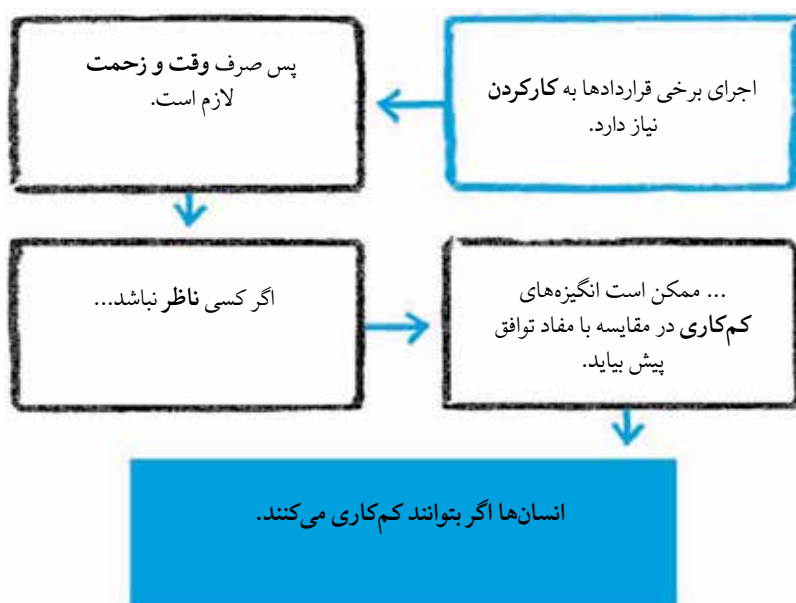 اجرای برخی قراردادها به کارکردن
نیاز دارد.
پس صرف وقت و زحمت
لازم است.
اگر کسی ناظر نباشد...
... ممکن است انگیزه‌های
کم‌کاری در مقایسه با مفاد توافق
پیش بیاید.
انسان‌ها اگر بتوانند کم‌کاری می‌کنند.